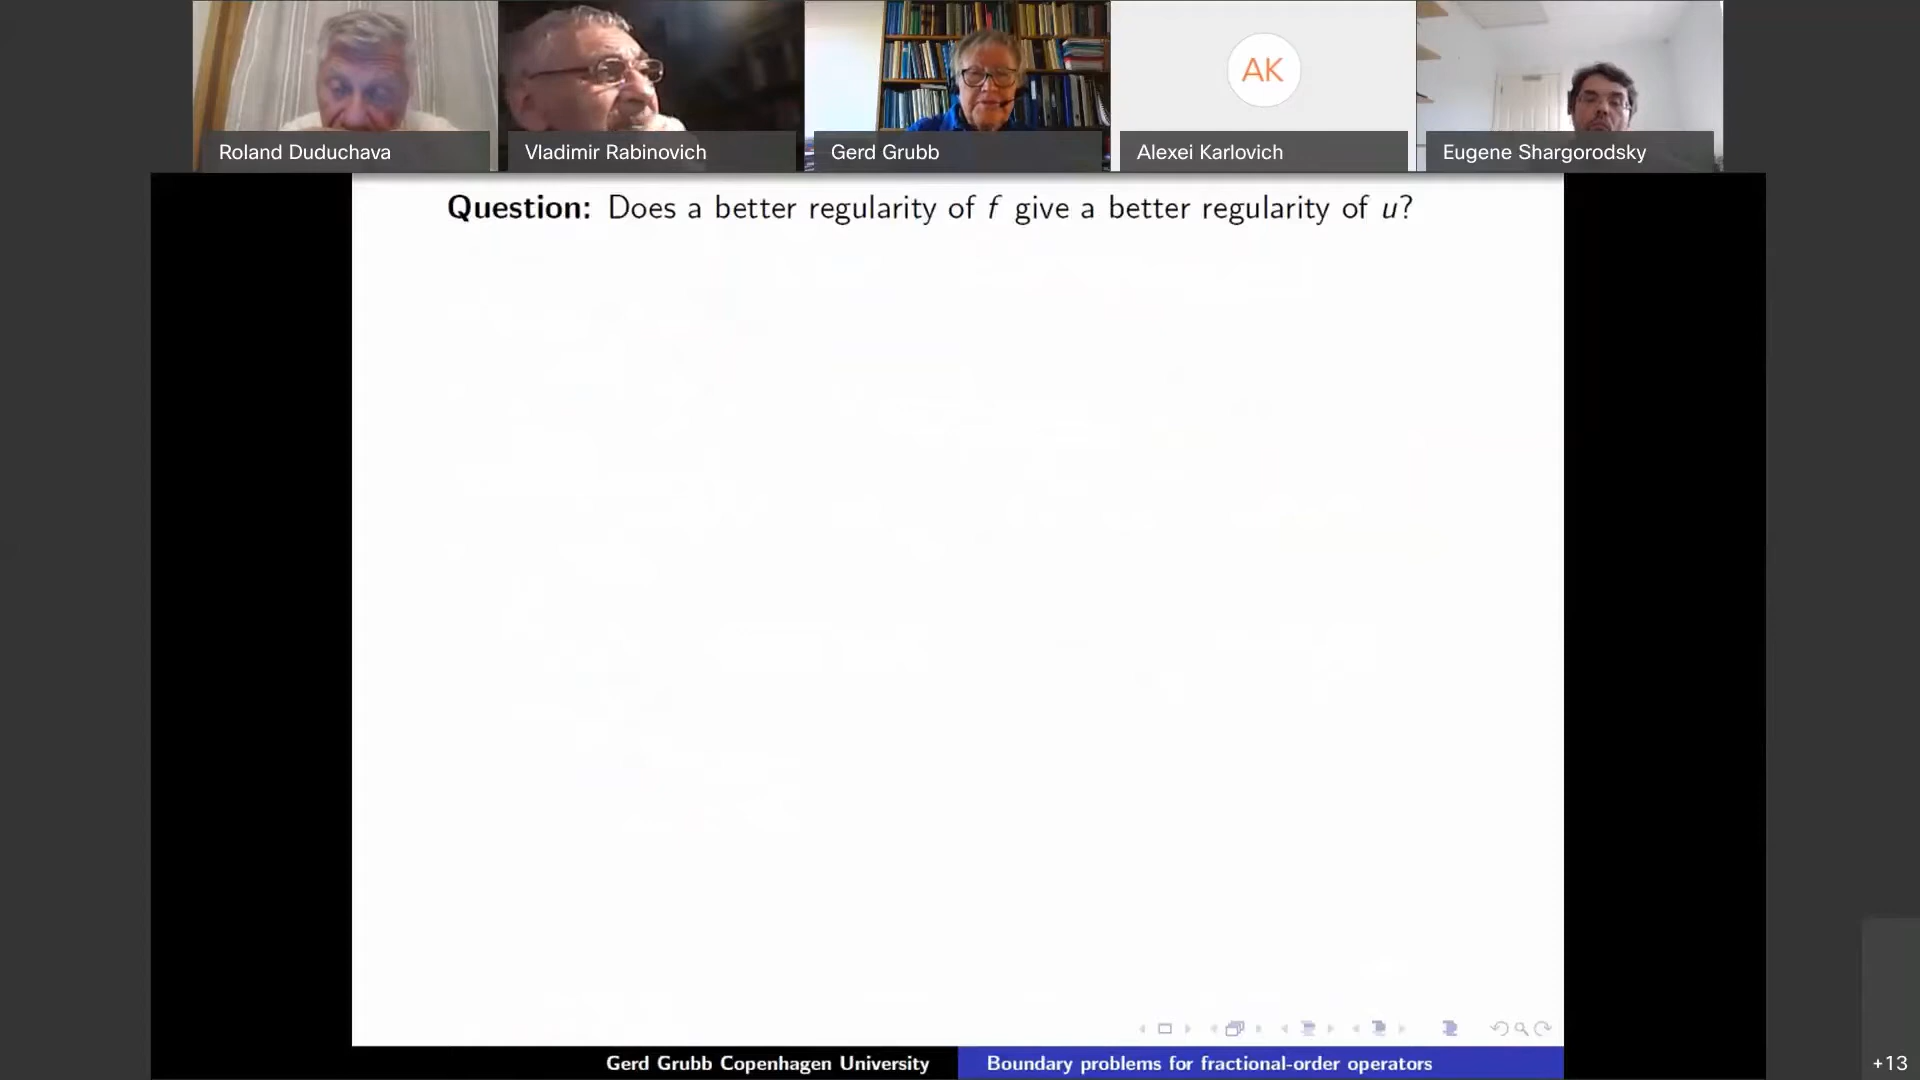 Roland Duduchava
Vladimir Rabinovich
Gerd Grubb
AK
Alexei Karlovich
Eugene Shargorodsky
Question: Does a better regularity of f give a better regularity of u?
Gerd Grubb Copenhagen University
Boundary problems for fractional-order operators
+13